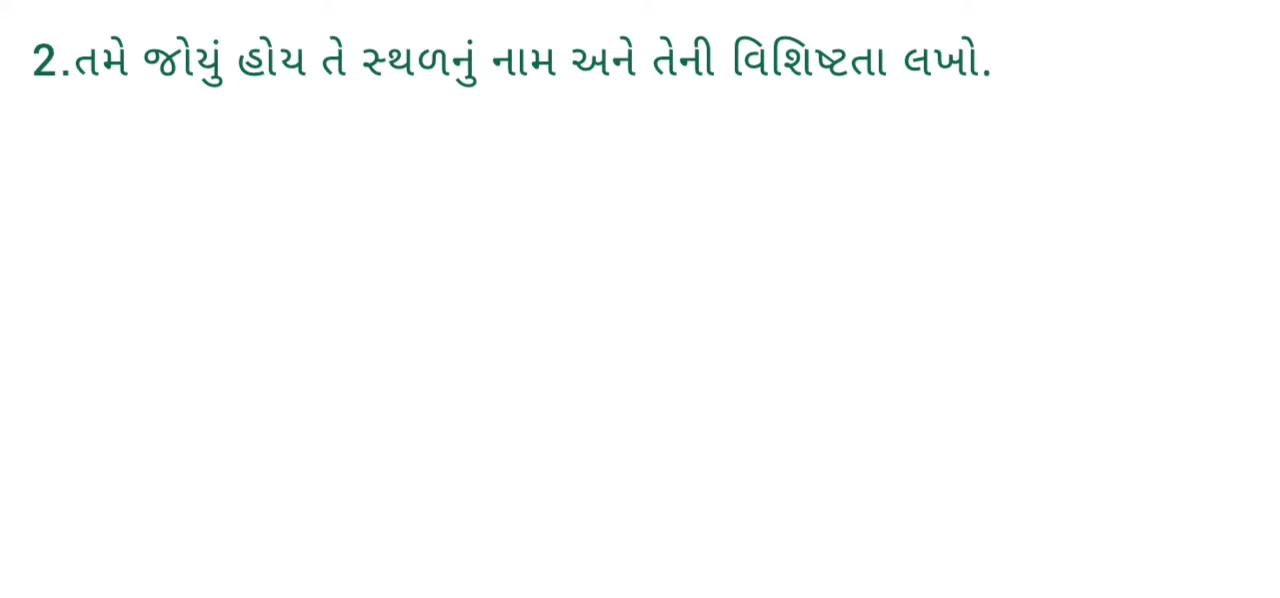 2.તમે જોયું હોય તે સ્થળનું નામ અને તેની વિશિષ્ટતા લખો.